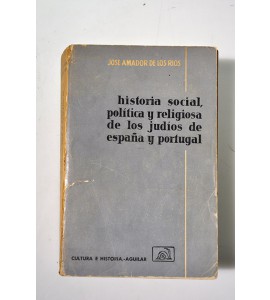 JOSE AMADOR DE LOS RIOS
historia social,
política y religiosa
de los judíos de
españa y portugal
CULTURA E HISTORIA-AGUILAR